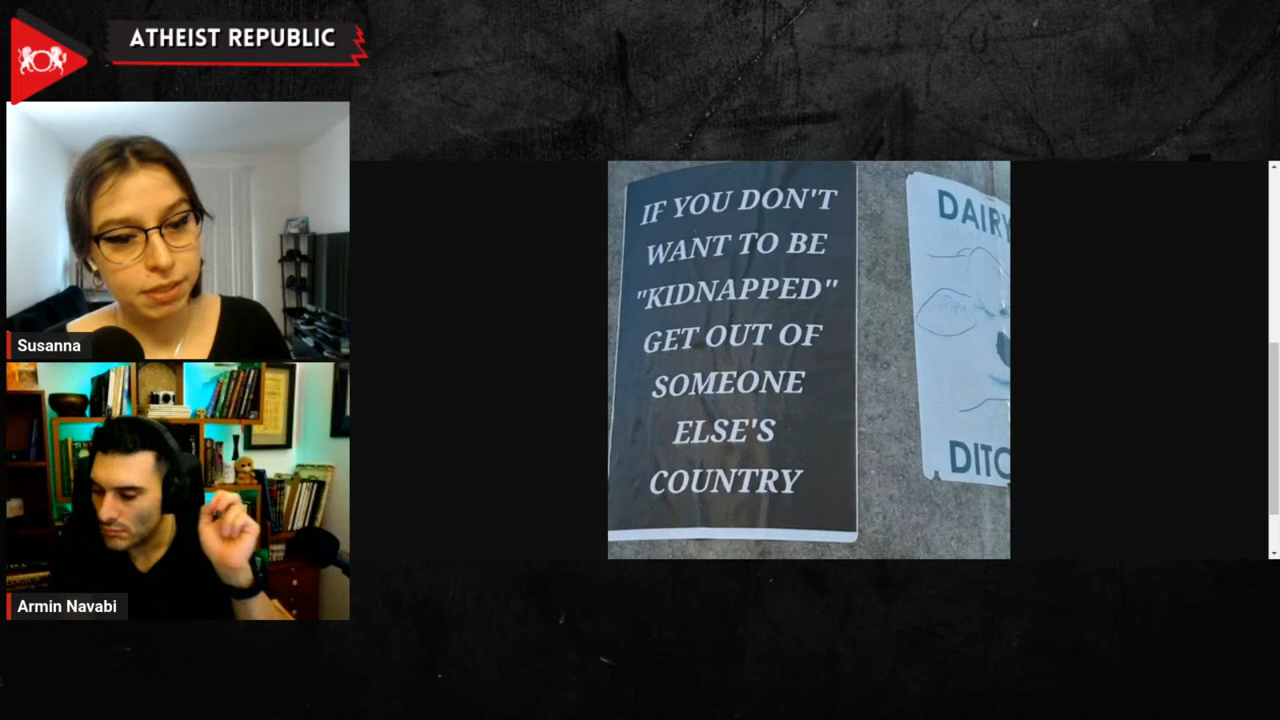 ATHEIST REPUBLIC
Susanna
Armin Navabi
IF YOU DON'T
WANT TO BE
"KIDNAPPED"
GET OUT OF
SOMEONE
ELSE'S
COUNTRY
DAIRY
DITC